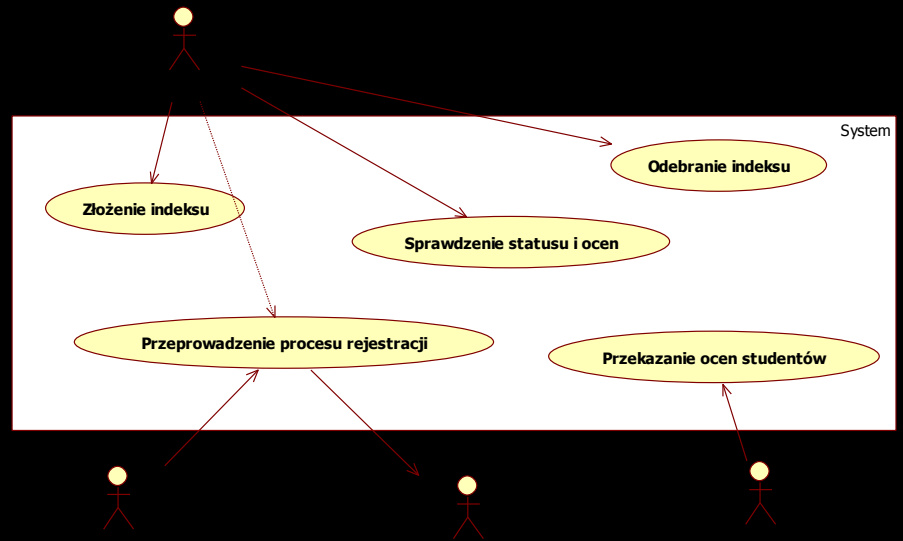 System
Odebranie indeksu
Złożenie indeksu
Sprawdzenie statusu i ocen
Przeprowadzenie procesu rejestracji
Przekazanie ocen studentów